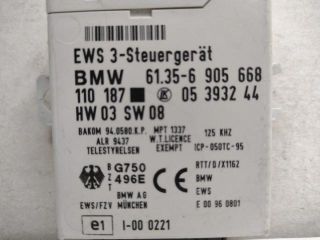 EWS 3-Steuergerät
BMW 61.35-6 905 668
110 187 05 3932 44
HW 03 SW 08
BAKOM 94.0580.K.P. MPT 1337 125 KHZ
ALR 9437 W.T.LICENCE
TELESTYRELSEN EXEMPT ICP-050TC-95
B Z T G750 496E RTT/D/X1162
BMW
BMW AG EWS
EWS/FZV MÜNCHEN E 00 96 0801
e1 I-00 0221